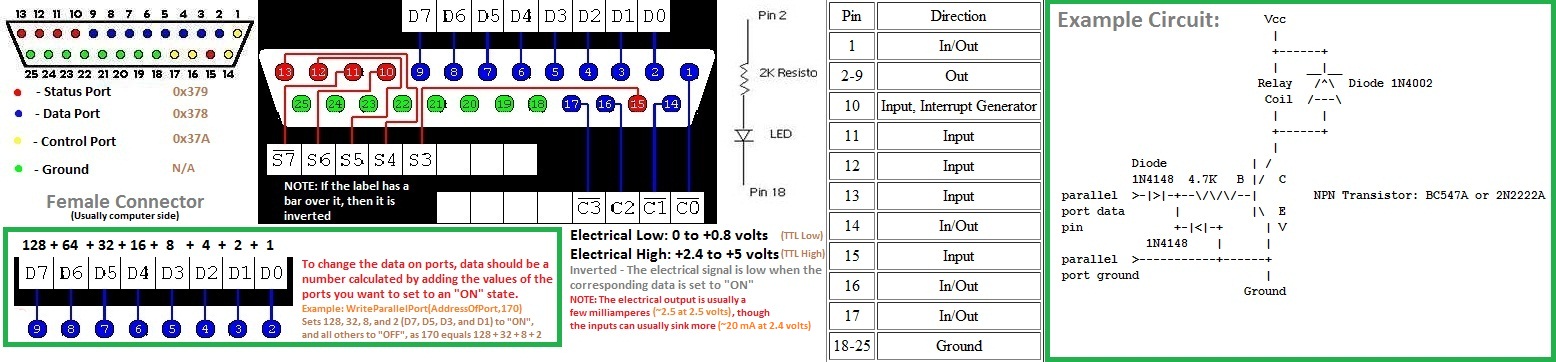 13 12 11 10 9 8 7 6 5 4 3 2 1
25 24 23 22 21 20 19 18 17 16 15 14
- Status Port 0x379
- Data Port 0x378
- Control Port 0x37A
- Ground N/A
Female Connector
(Usually computer side)
D7 D6 D5 D4 D3 D2 D1 D0
13 12 11 10 9 8 7 6 5 4 3 2 1
25 24 23 22 21 20 19 18 17 16 15 14
S7 S6 S5 S4 S3
NOTE: If the label has a
bar over it, then it is
inverted
C3 C2 C1 C0
Pin 2
2K Resisto
LED
Pin 18
128 + 64 + 32 + 16 + 8 + 4 + 2 + 1
D7 D6 D5 D4 D3 D2 D1 D0
9 8 7 6 5 4 3 2
To change the data on ports, data should be a
number calculated by adding the values of the
ports you want to set to an "ON" state.
Example: WriteParallelPort(AddressOfPort,170)
Sets 128, 32, 8, and 2 (D7, D5, D3, and D1) to "ON",
and all others to "OFF", as 170 equals 128 + 32 + 8 + 2
Electrical Low: 0 to +0.8 volts (TTL Low)
Electrical High: +2.4 to +5 volts (TTL High)
Inverted - The electrical signal is low when the
corresponding data is set to "ON"
NOTE: The electrical output is usually a
few milliamperes (~2.5 at 2.5 volts), though
the inputs can usually sink more (~20 mA at 2.4 volts)
Pin Direction
1 In/Out
2-9 Out
10 Input, Interrupt Generator
11 Input
12 Input
13 Input
14 In/Out
15 Input
16 In/Out
17 In/Out
18-25 Ground
Example Circuit:
Vcc
Relay Diode 1N4002
Coil
Diode
1N4148 4.7K B C
parallel NPN Transistor: BC547A or 2N2222A
port data E
pin V
1N4148
parallel
port ground
Ground